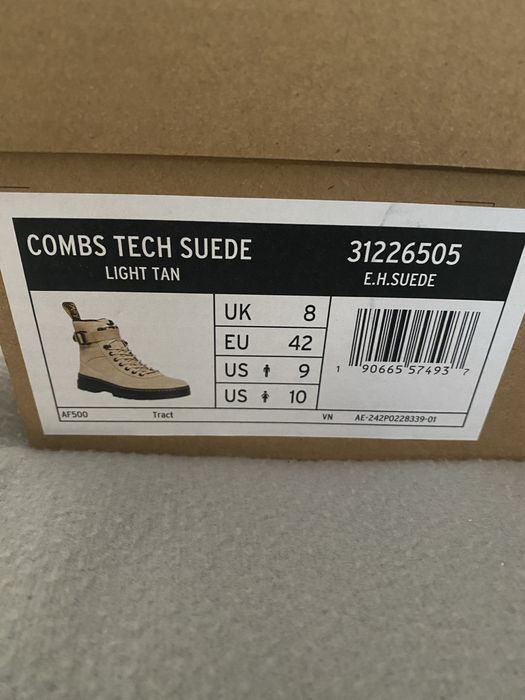 COMBS TECH SUEDE
LIGHT TAN
31226505
E.H.SUEDE
UK 8
EU 42
US 9
US 10
1 90665 57493 7
AF500 Tract VN AE-242P0228339-01